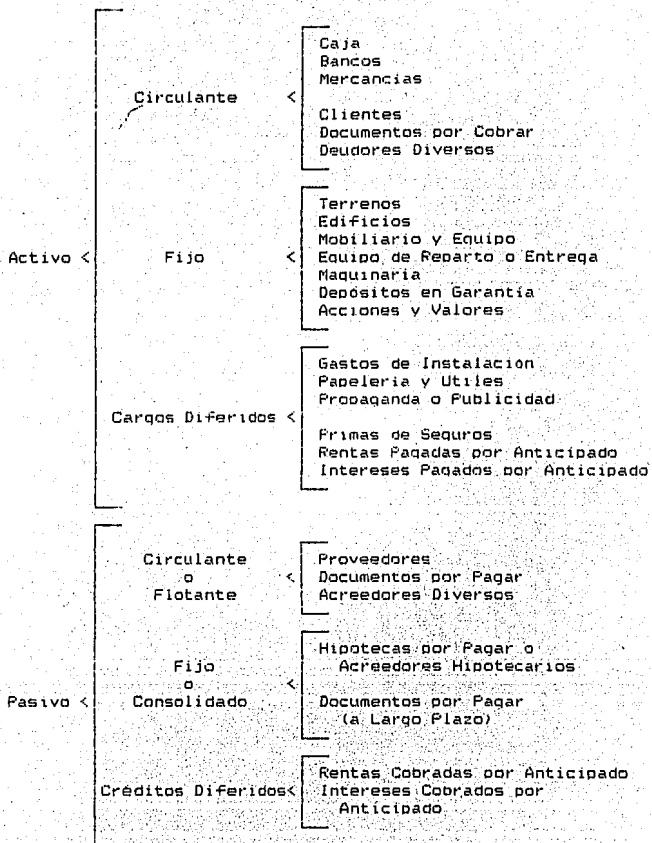 Activo <
Circulante <
Caja
Bancos
Mercancias
Clientes
Documentos por Cobrar
Deudores Diversos
Fijo <
Terrenos
Edificios
Mobiliario y Equipo
Equipo de Reparto o Entrega
Maquinaria
Depósitos en Garantía
Acciones y Valores
Cargos Diferidos <
Gastos de Instalación
Papeleria y Utiles
Propaganda o Publicidad
Primas de Seguros
Rentas Pagadas por Anticipado
Intereses Pagados por Anticipado
Pasivo <
Circulante
o <
Flotante
Proveedores
Documentos por Pagar
Acreedores Diversos
Fijo
o <
Consolidado
Hipotecas por Pagar o
Acreedores Hipotecarios
Documentos por Pagar
(a Largo Plazo)
Créditos Diferidos<
Rentas Cobradas por Anticipado
Intereses Cobrados por
Anticipado